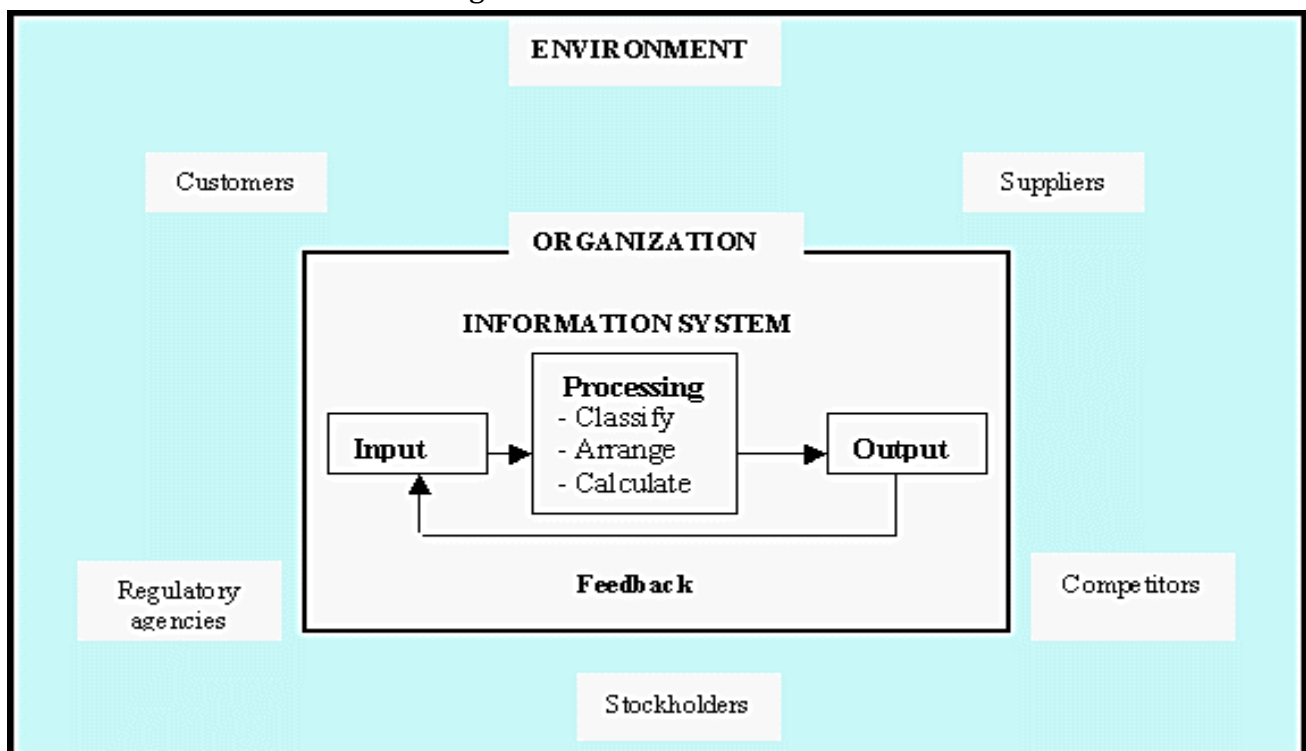 ENVIRONMENT
Customers
Suppliers
ORGANIZATION
INFORMATION SYSTEM
Processing
- Classify
- Arrange
- Calculate
Input
Output
Feedback
Regulatory
agencies
Competitors
Stockholders